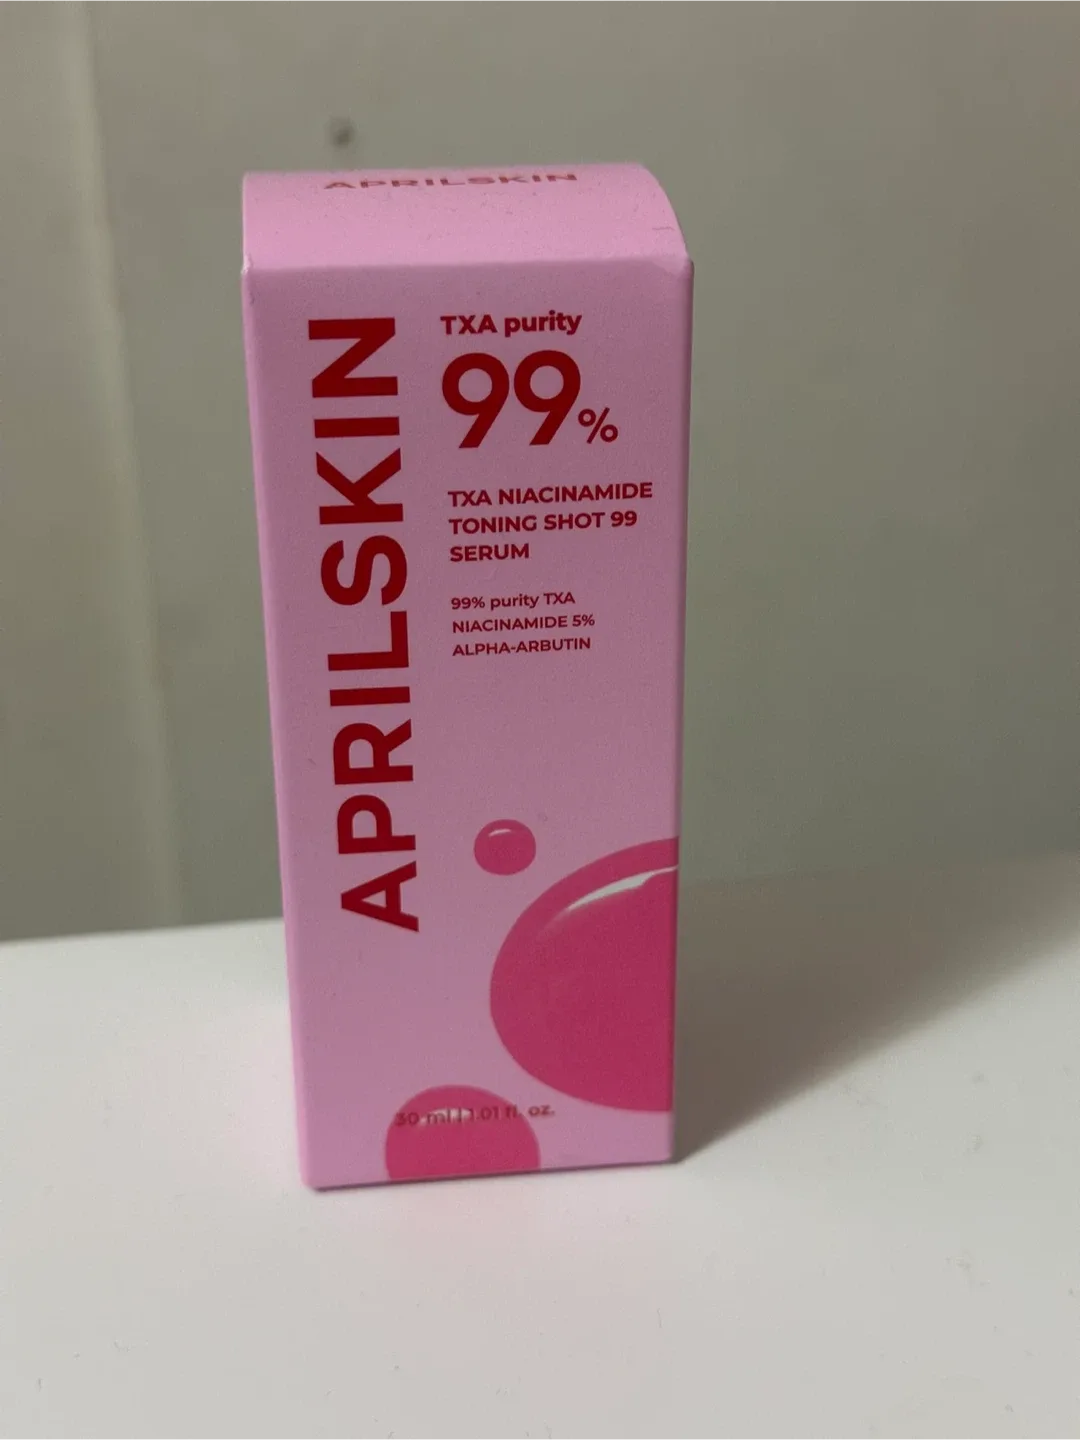 APRILSKIN
APRILSKIN
TXA purity
99%
TXA NIACINAMIDE
TONING SHOT 99
SERUM
99% purity TXA
NIACINAMIDE 5%
ALPHA-ARBUTIN
30 ml | 1.01 fl. oz.